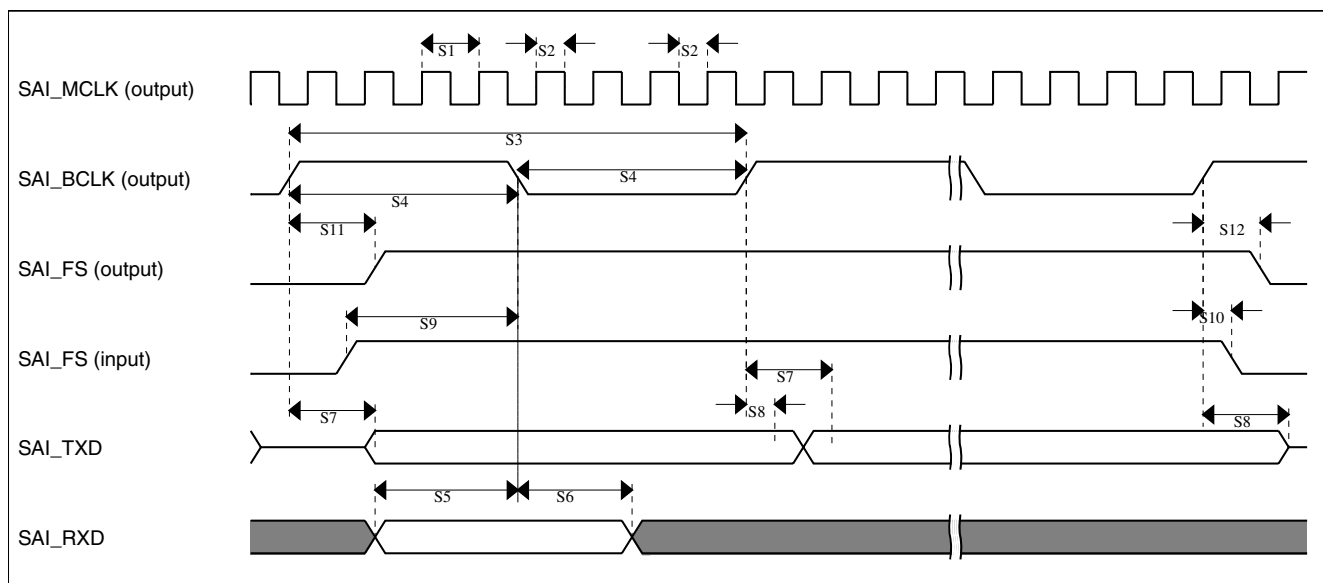 S1 S2 S2
SAI_MCLK (output)
S3
SAI_BCLK (output)
S4
S4
S11 S12
SAI_FS (output)
S9 S10
SAI_FS (input)
S7
S7 S8 S8
SAI_TXD
S5 S6
SAI_RXD